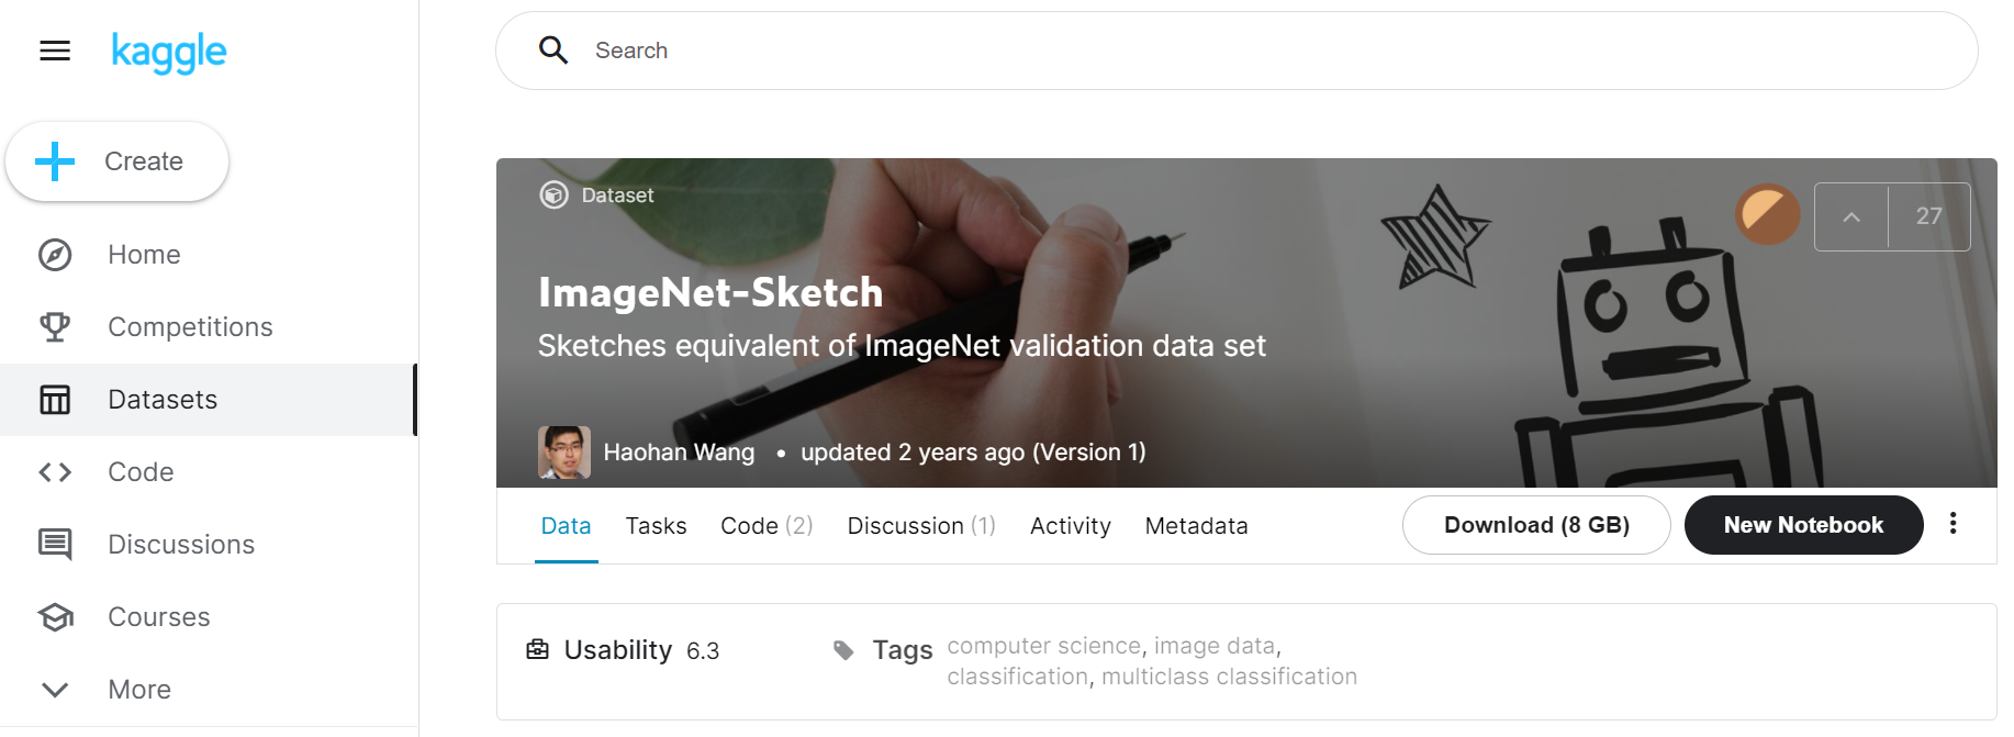 kaggle
Search
Create
Home
Competitions
Datasets
Code
Discussions
Courses
More
Dataset
27
ImageNet-Sketch
Sketches equivalent of ImageNet validation data set
Haohan Wang • updated 2 years ago (Version 1)
Data Tasks Code (2) Discussion (1) Activity Metadata Download (8 GB) New Notebook
Usability 6.3 Tags computer science, image data,
classification, multiclass classification